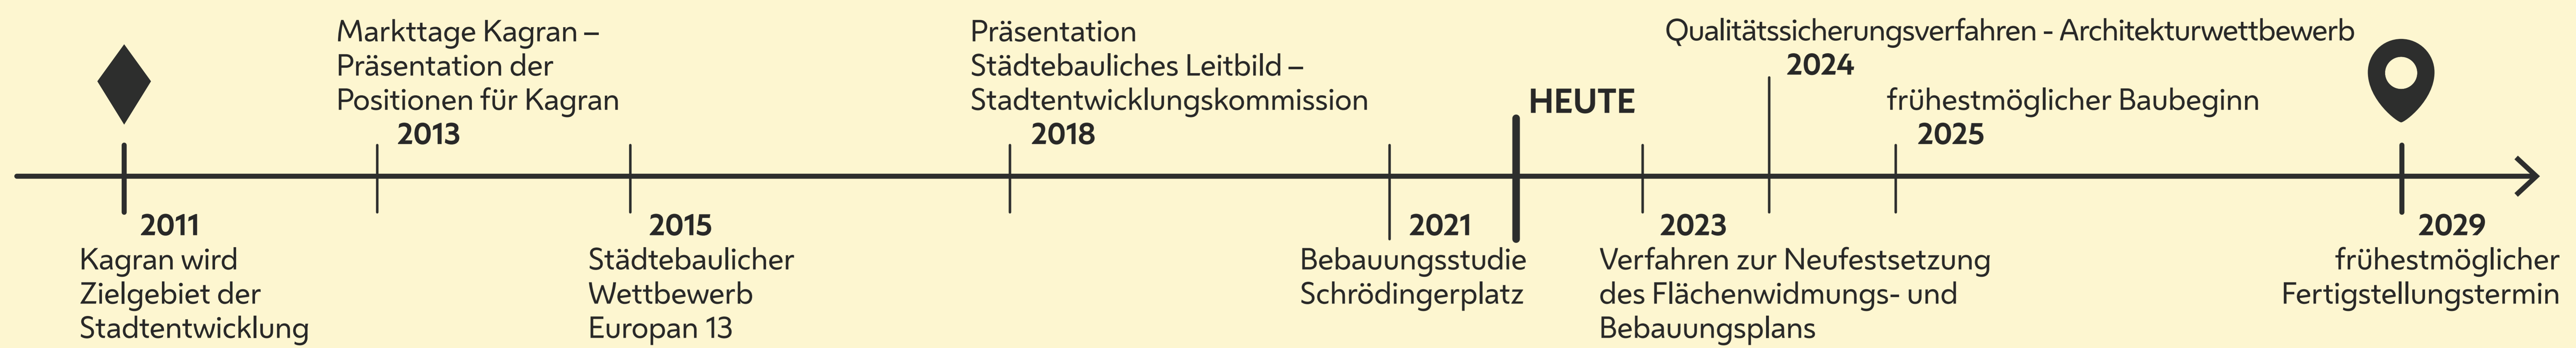 2011
Kagran wird
Zielgebiet der
Stadtentwicklung
Markttage Kagran –
Präsentation der
Positionen für Kagran
2013
2015
Städtebaulicher
Wettbewerb
Europan 13
Präsentation
Städtebauliches Leitbild –
Stadtentwicklungskommission
2018
2021
Bebauungsstudie
Schrödingerplatz
HEUTE
2023
Verfahren zur Neufestsetzung
des Flächenwidmungs- und
Bebauungsplans
Qualitätssicherungsverfahren - Architekturwettbewerb
2024
frühestmöglicher Baubeginn
2025
2029
frühestmöglicher
Fertigstellungstermin